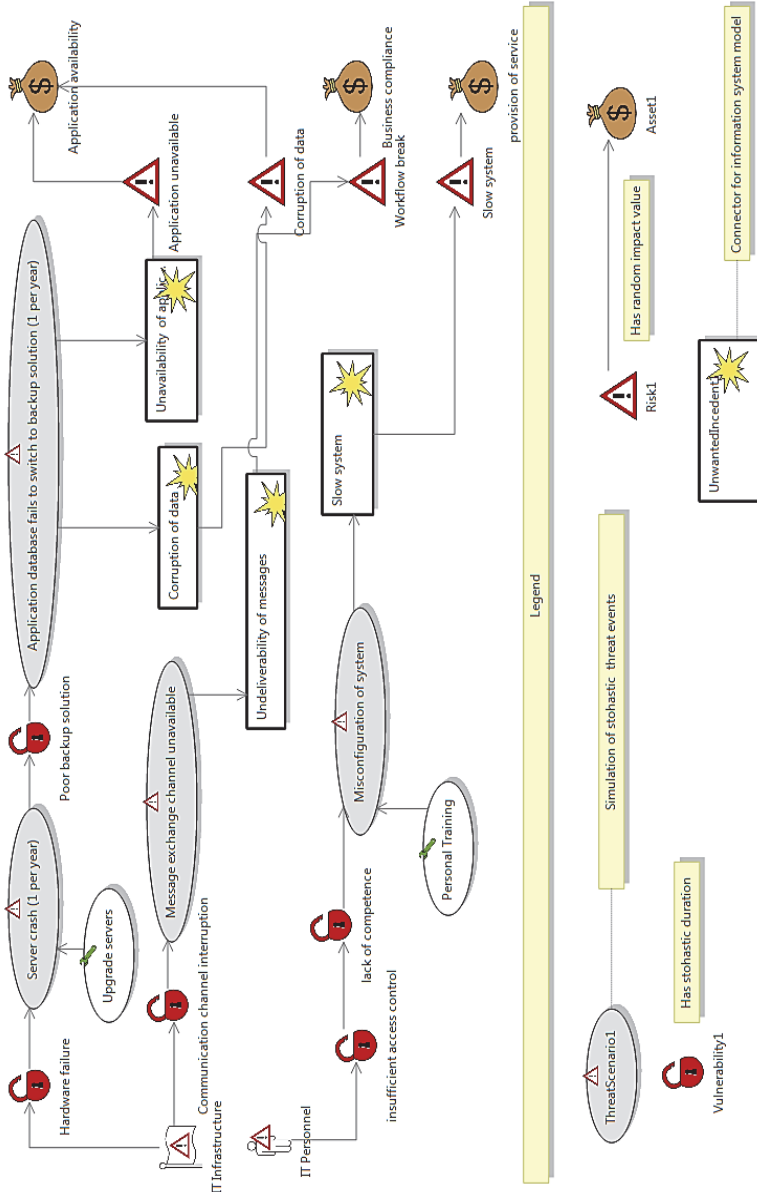 Hardware failure
Server crash (1 per year)
Poor backup solution
Application database fails to switch to backup solution (1 per year)
Application availability
Upgrade servers
Application unavailable
Unavailability of applic...
IT Infrastructure
Communication channel interruption
Message exchange channel unavailable
Corruption of data
Corruption of data
Undeliverability of messages
IT Personnel
insufficient access control
lack of competence
Misconfiguration of system
Personal Training
Slow system
Business compliance
Workflow break
Slow system
provision of service
Legend
ThreatScenario1
Simulation of stohastic threat events
Risk1
Has random impact value
Asset1
Vulnerability1
Has stohastic duration
UnwantedIncedent1
Connector for information system model